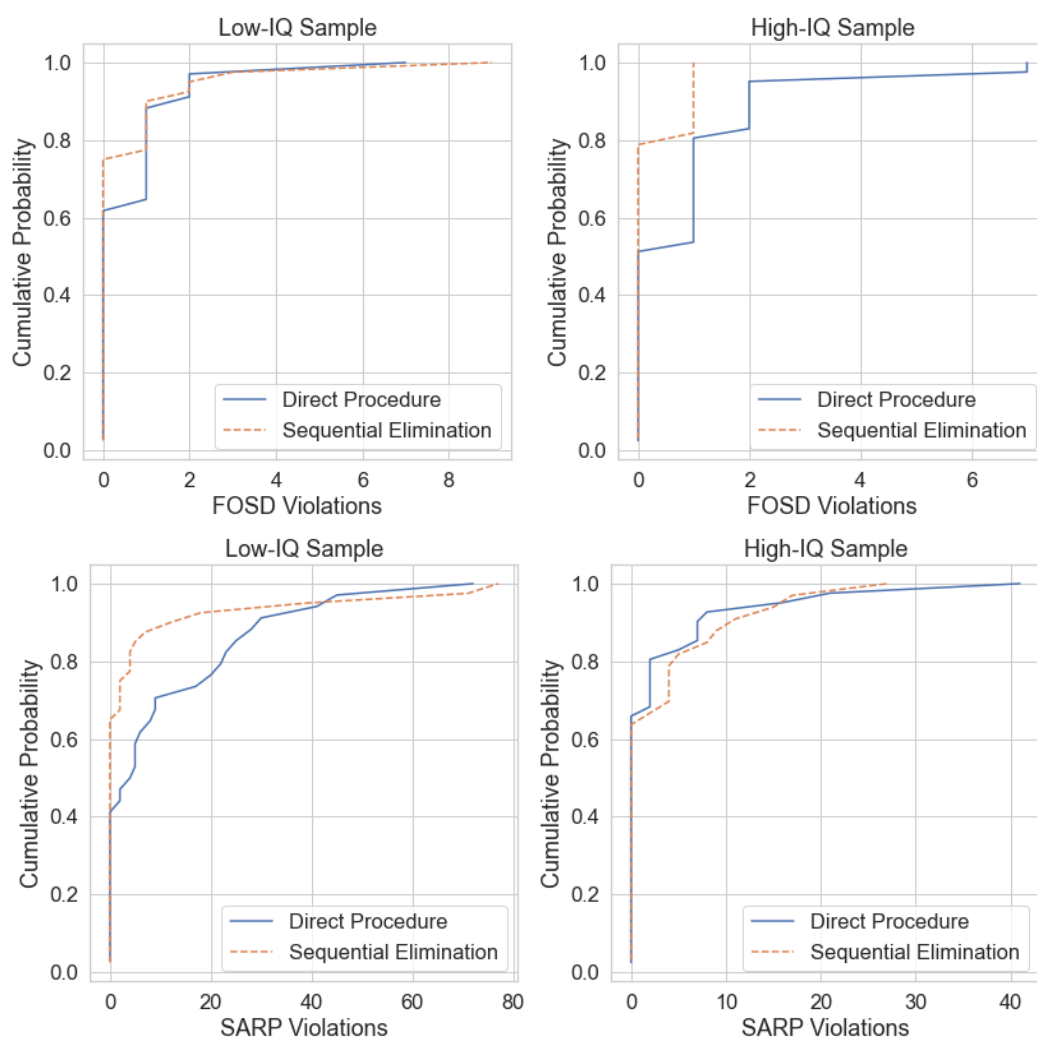 Low-IQ Sample
1.0
0.8
0.6
0.4
0.2
0.0
Cumulative Probability
0 2 4 6 8
FOSD Violations
Direct Procedure
Sequential Elimination
High-IQ Sample
1.0
0.8
0.6
0.4
0.2
0.0
Cumulative Probability
0 2 4 6
FOSD Violations
Direct Procedure
Sequential Elimination
Low-IQ Sample
1.0
0.8
0.6
0.4
0.2
0.0
Cumulative Probability
0 20 40 60 80
SARP Violations
Direct Procedure
Sequential Elimination
High-IQ Sample
1.0
0.8
0.6
0.4
0.2
0.0
Cumulative Probability
0 10 20 30 40
SARP Violations
Direct Procedure
Sequential Elimination